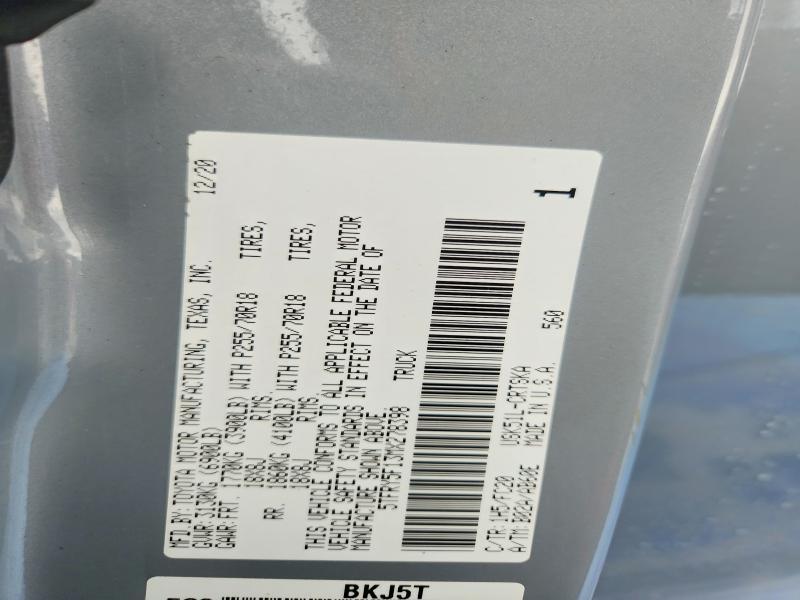 MFD.BY: TOYOTA MOTOR MANUFACTURING, TEXAS, INC. 12/20
GVWR: 3130KG (6900LB)
GAWR: FRT. 1770KG (3900LB) WITH P255/70R18 TIRES,
18X8J RIMS.
RR. 1860KG (4100LB) WITH P255/70R18 TIRES,
18X8J RIMS.
THIS VEHICLE CONFORMS TO ALL APPLICABLE FEDERAL MOTOR
VEHICLE SAFETY STANDARDS IN EFFECT ON THE DATE OF
MANUFACTURE SHOWN ABOVE.
5TFRY5F13MX278398 TRUCK
C/TR: 1H5/FC20 USK51L-CRTSKA
A/TM: B02A/AB60E MADE IN U.S.A. 560
1
BKJ5T